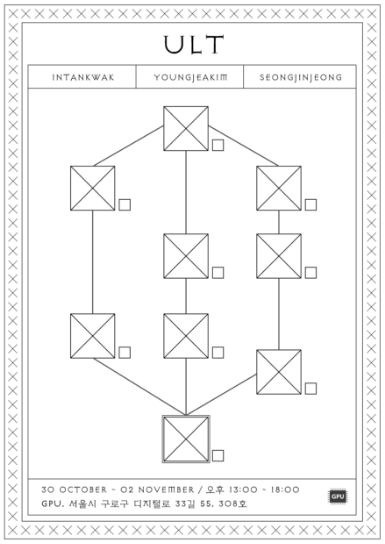 ULT
INTANKWAK
YOUNGJEAKIM
SEONGJINJEONG
30 OCTOBER ~ 02 NOVEMBER / 오후 13:00 ~ 18:00
GPU, 서울시 구로구 디지털로 33길 55, 308호
GPU